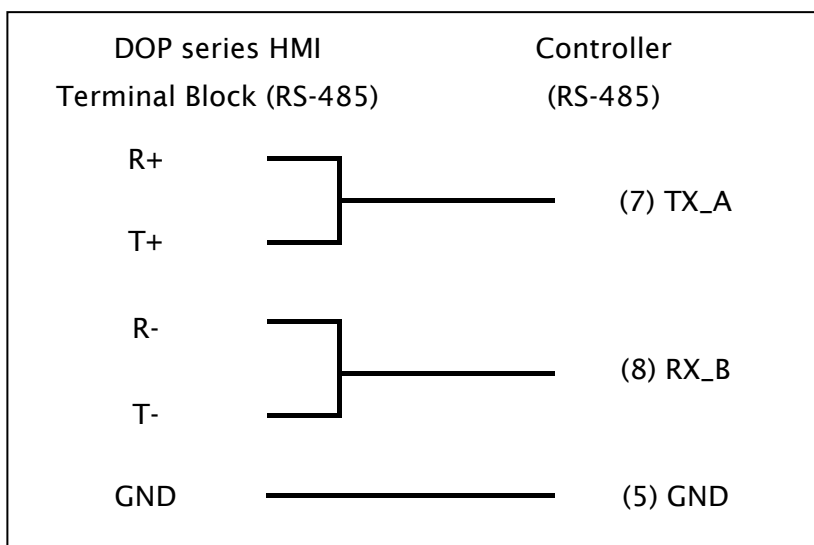 DOP series HMI Controller
Terminal Block (RS-485) (RS-485)
R+
(7) TX_A
T+
R-
(8) RX_B
T-
GND (5) GND